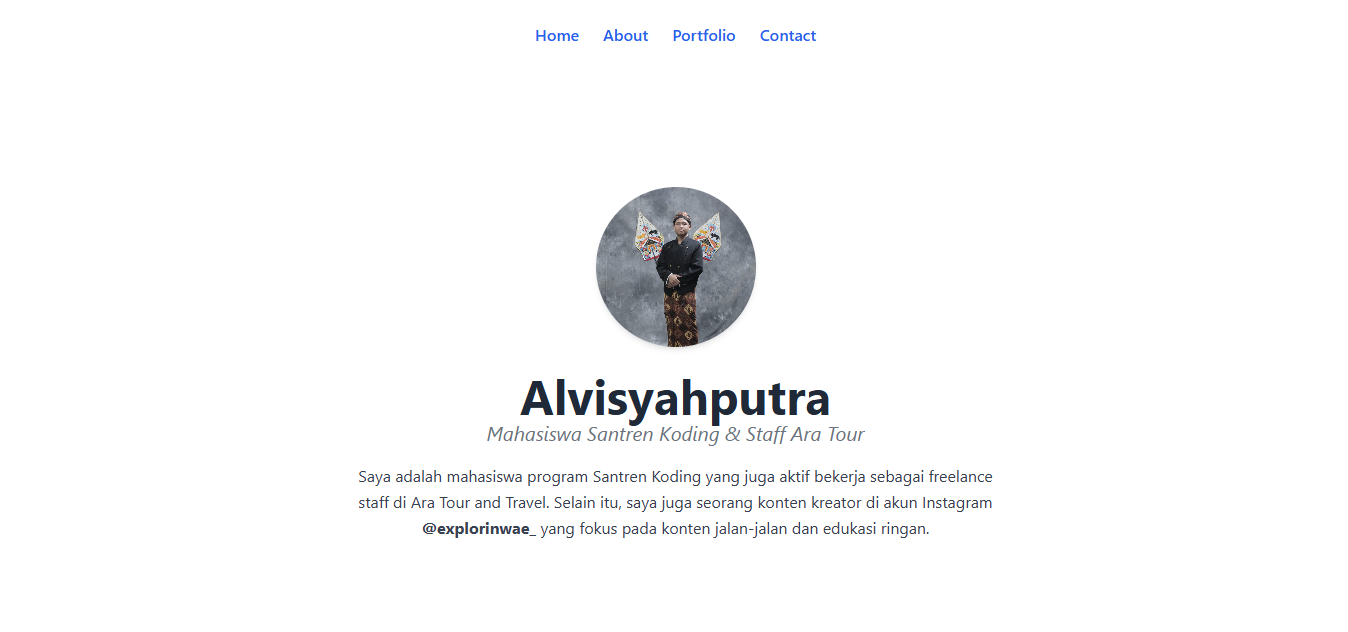 Home About Portfolio Contact
Alvisyahputra
Mahasiswa Santren Koding & Staff Ara Tour
Saya adalah mahasiswa program Santren Koding yang juga aktif bekerja sebagai freelance
staff di Ara Tour and Travel. Selain itu, saya juga seorang konten kreator di akun Instagram
@explorinwae_ yang fokus pada konten jalan-jalan dan edukasi ringan.